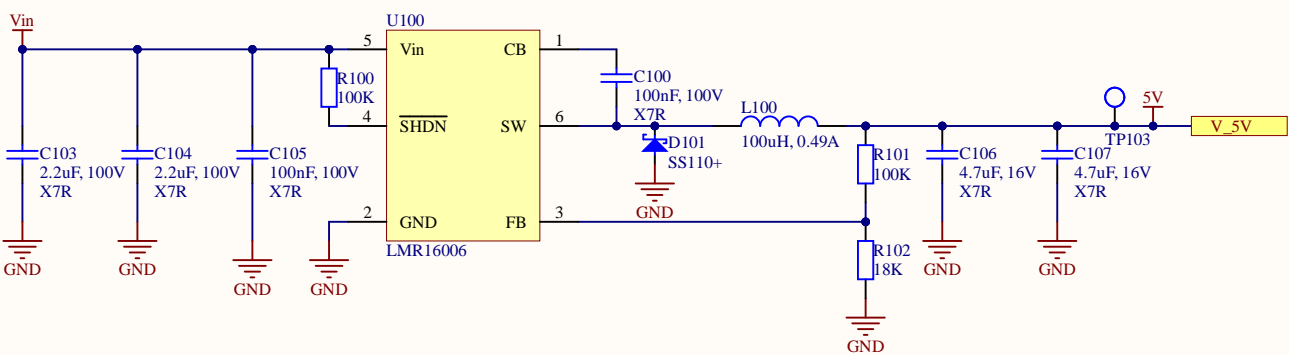 Vin
U100
5
Vin
CB
1
R100
100K
C100
100nF, 100V
X7R
4
SHDN
SW
6
L100
100uH, 0.49A
5V
TP103
V_5V
C103
2.2uF, 100V
X7R
C104
2.2uF, 100V
X7R
C105
100nF, 100V
X7R
D101
SS110+
GND
R101
100K
C106
4.7uF, 16V
X7R
C107
4.7uF, 16V
X7R
2
GND
FB
3
LMR16006
R102
18K
GND
GND
GND
GND
GND
GND
GND